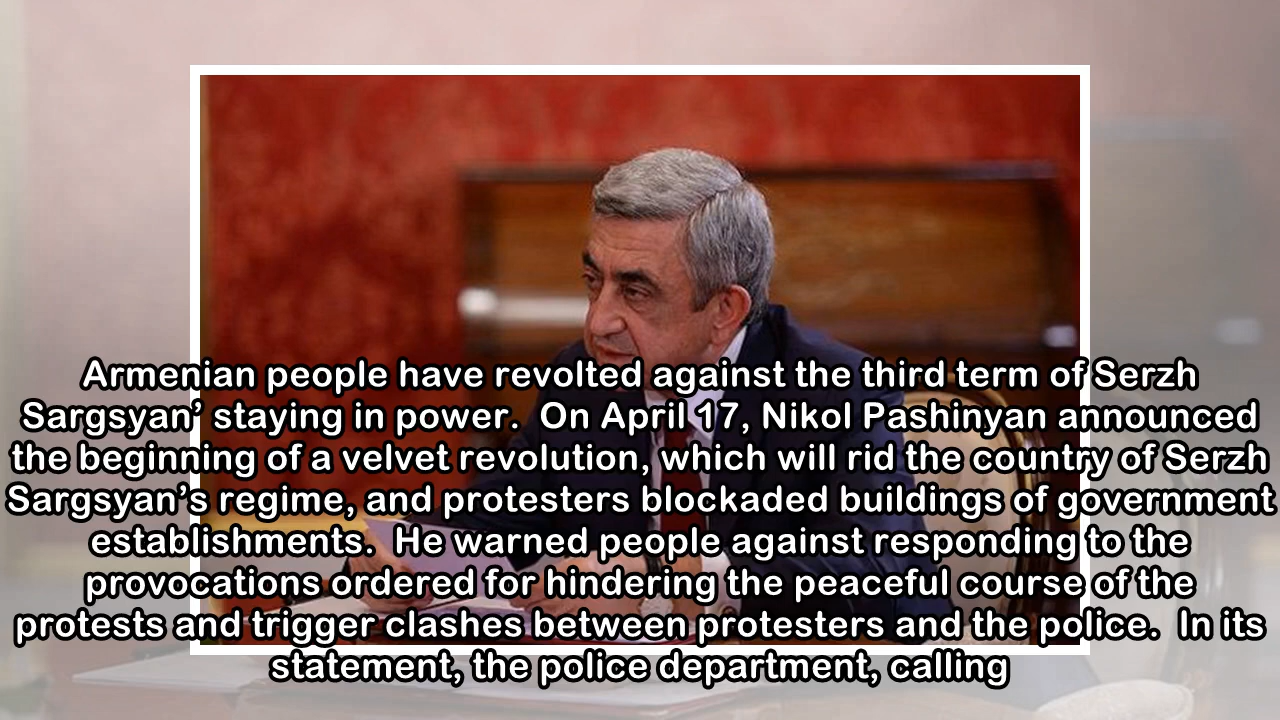 Armenian people have revolted against the third term of Serzh
Sargsyan’ staying in power.  On April 17, Nikol Pashinyan announced
the beginning of a velvet revolution, which will rid the country of Serzh
Sargsyan’s regime, and protesters blockaded buildings of government
establishments.  He warned people against responding to the
provocations ordered for hindering the peaceful course of the
protests and trigger clashes between protesters and the police.  In its
statement, the police department, calling